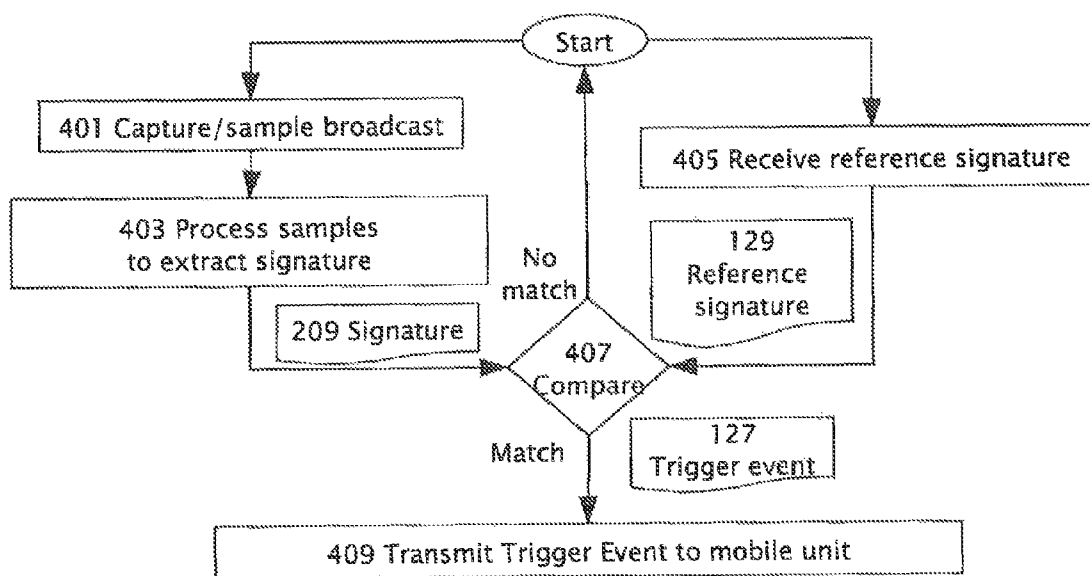 Start
401 Capture/sample broadcast
405 Receive reference signature
403 Process samples
to extract signature
129
Reference
signature
No
match
209 Signature
407
Compare
Match
127
Trigger event
409 Transmit Trigger Event to mobile unit